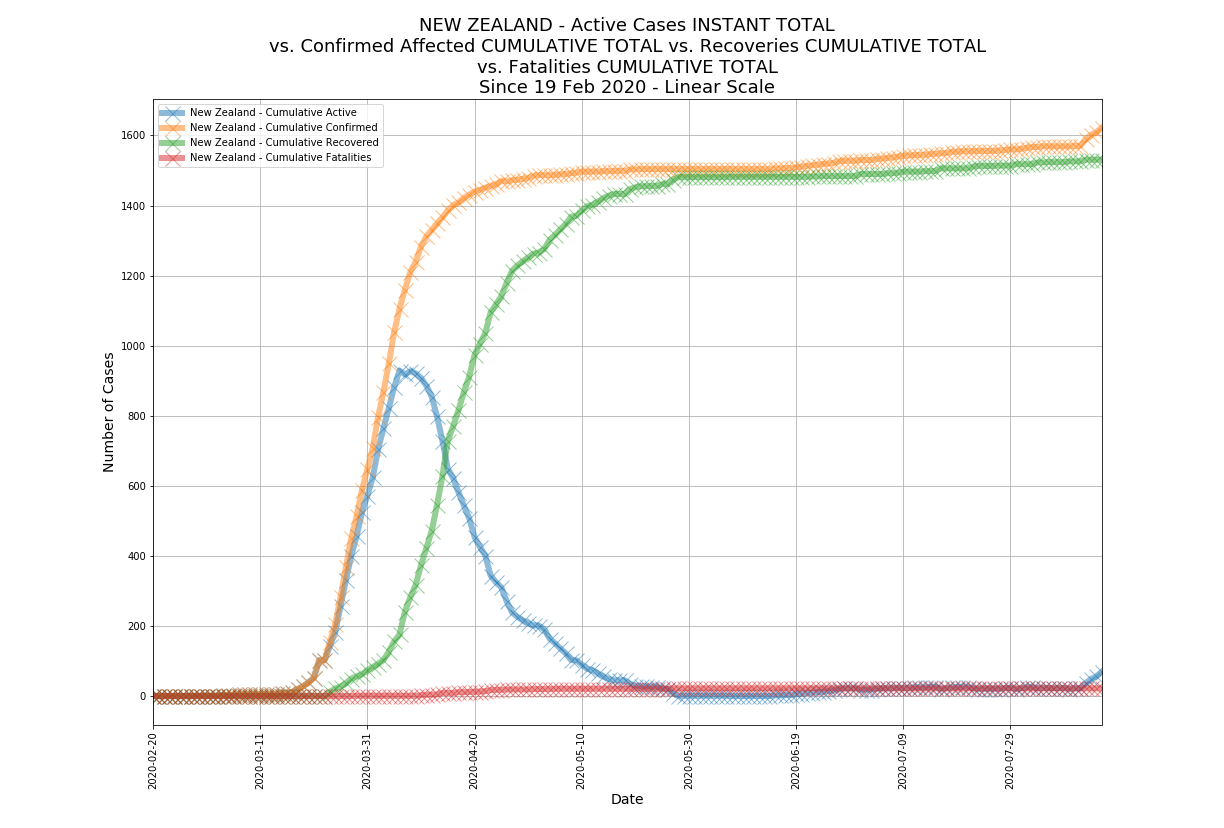 NEW ZEALAND - Active Cases INSTANT TOTAL
vs. Confirmed Affected CUMULATIVE TOTAL vs. Recoveries CUMULATIVE TOTAL
vs. Fatalities CUMULATIVE TOTAL
Since 19 Feb 2020 - Linear Scale
New Zealand - Cumulative Active
New Zealand - Cumulative Confirmed
New Zealand - Cumulative Recovered
New Zealand - Cumulative Fatalities
Number of Cases
1600
1400
1200
1000
800
600
400
200
0
2020-02-20
2020-03-11
2020-03-31
2020-04-20
2020-05-10
2020-05-30
2020-06-19
2020-07-09
2020-07-29
Date